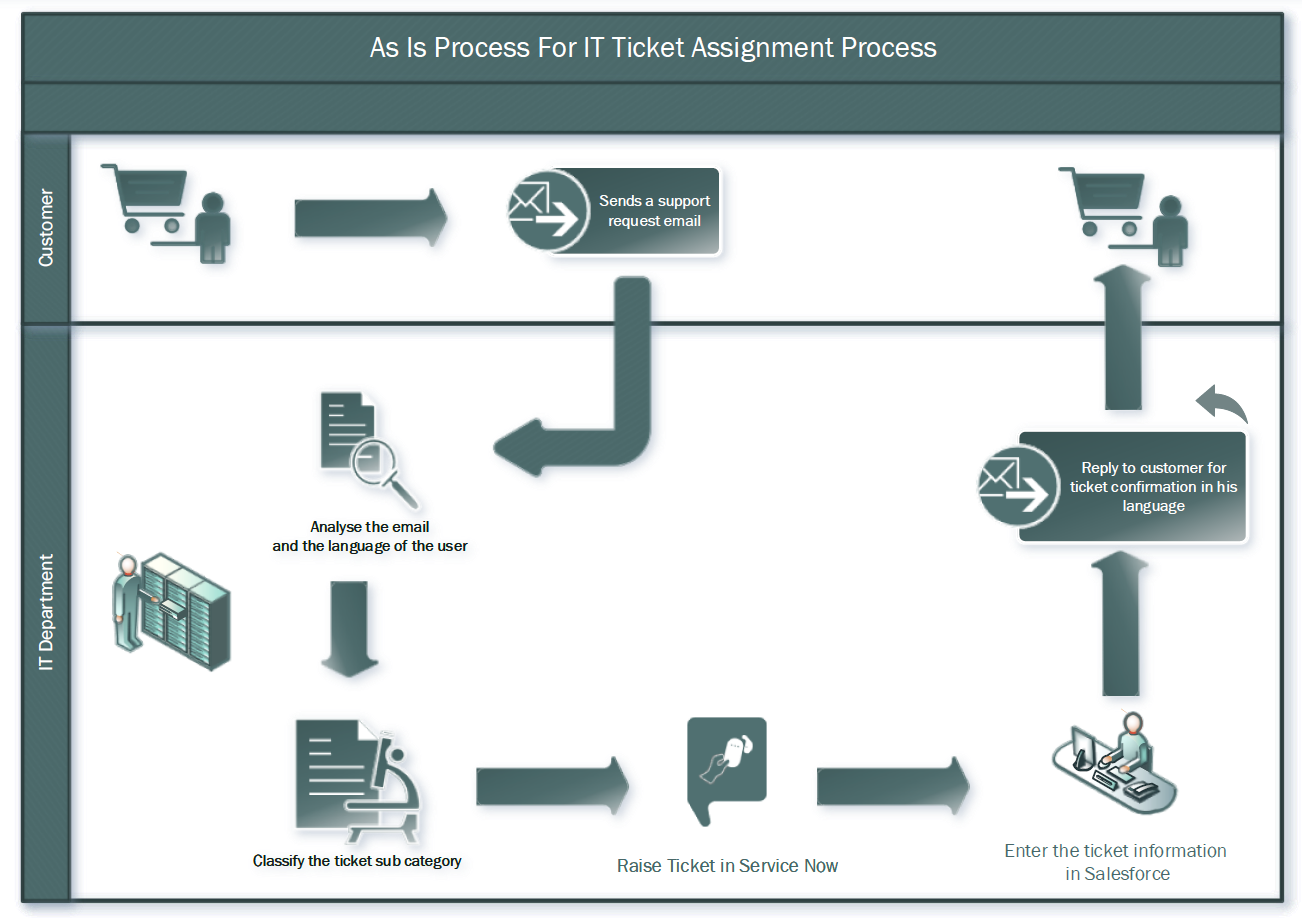 As Is Process For IT Ticket Assignment Process
Customer
Sends a support
request email
IT Department
Analyse the email
and the language of the user
Reply to customer for
ticket confirmation in his
language
Classify the ticket sub category
Raise Ticket in Service Now
Enter the ticket information
in Salesforce